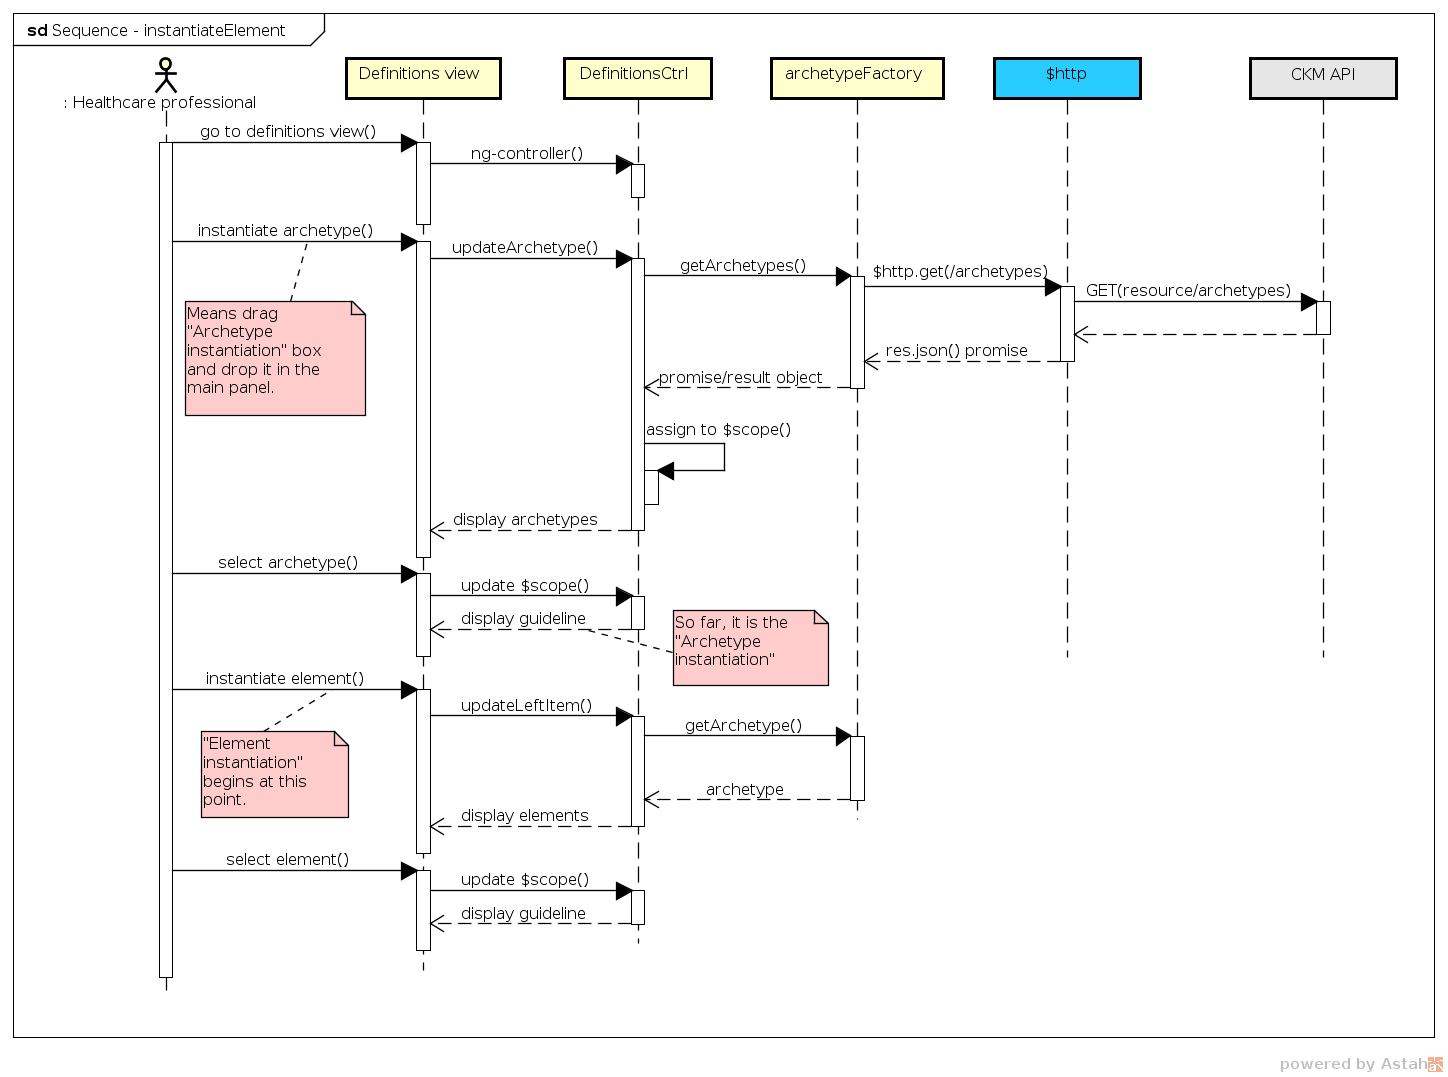 sd Sequence - instantiateElement
: Healthcare professional
Definitions view
DefinitionsCtrl
archetypeFactory
$http
CKM API
go to definitions view()
ng-controller()
instantiate archetype()
updateArchetype()
getArchetypes()
$http.get(/archetypes)
GET(resource/archetypes)
Means drag
"Archetype
instantiation" box
and drop it in the
main panel.
res.json() promise
promise/result object
assign to $scope()
display archetypes
select archetype()
update $scope()
display guideline
So far, it is the
"Archetype
instantiation"
instantiate element()
updateLeftItem()
getArchetype()
"Element
instantiation"
begins at this
point.
archetype
display elements
select element()
update $scope()
display guideline
powered by Astah